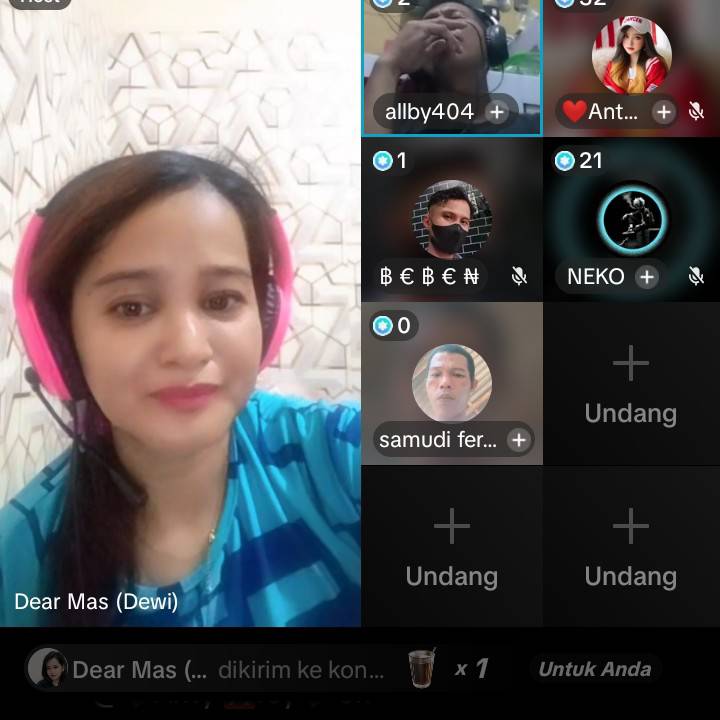 Host
2
32
allby404
❤️Ant...
1
21
฿ € ฿ € ₦
NEKO
0
Undang
samudi fer...
Undang
Undang
Dear Mas (Dewi)
Dear Mas (... dikirim ke kon... x 1 Untuk Anda